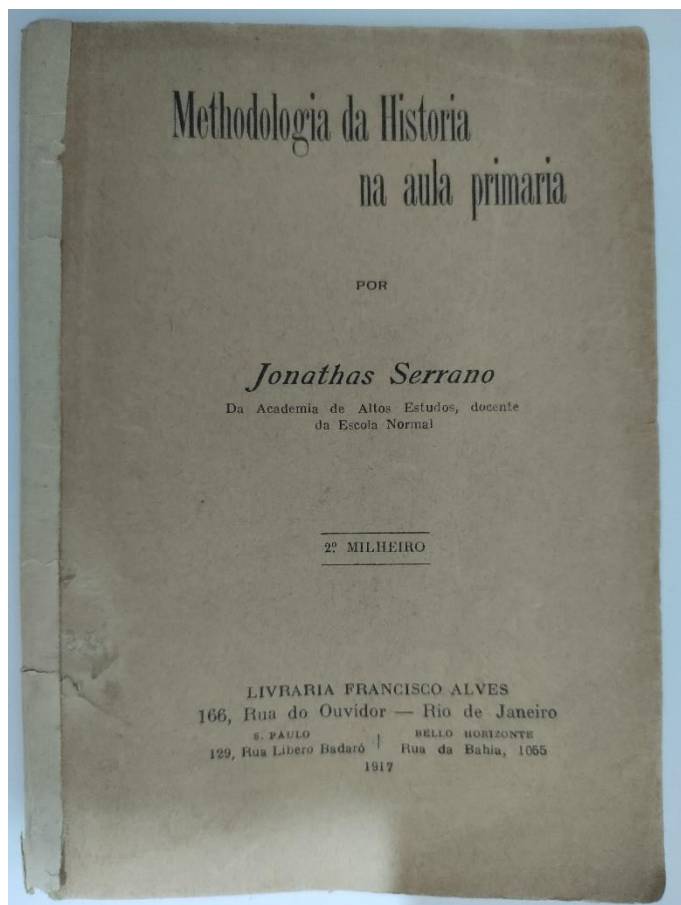 Methodologia da Historia
na aula primaria
POR
Jonathas Serrano
Da Academia de Altos Estudos, docente
da Escola Normal
2º MILHEIRO
LIVRARIA FRANCISCO ALVES
166, Rua do Ouvidor — Rio de Janeiro
S. PAULO | BELLO HORIZONTE
129, Rua Libero Badaró | Rua da Bahia, 1055
1917